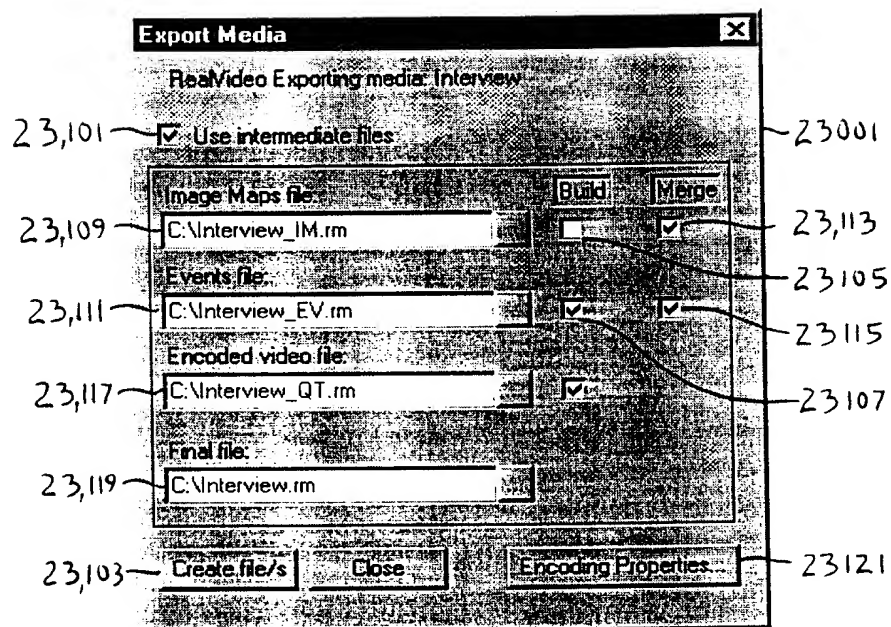 Export Media
RealVideo Exporting media: Interview
23,101
Use intermediate files
23001
Image Maps file:
Build
Merge
23,109
C:\Interview_IM.rm
23,113
23105
Events file:
23,111
C:\Interview_EV.rm
23115
Encoded video file:
23,117
C:\Interview_QT.rm
23107
Final file:
23,119
C:\Interview.rm
23,103
Create file/s
Close
Encoding Properties...
23121